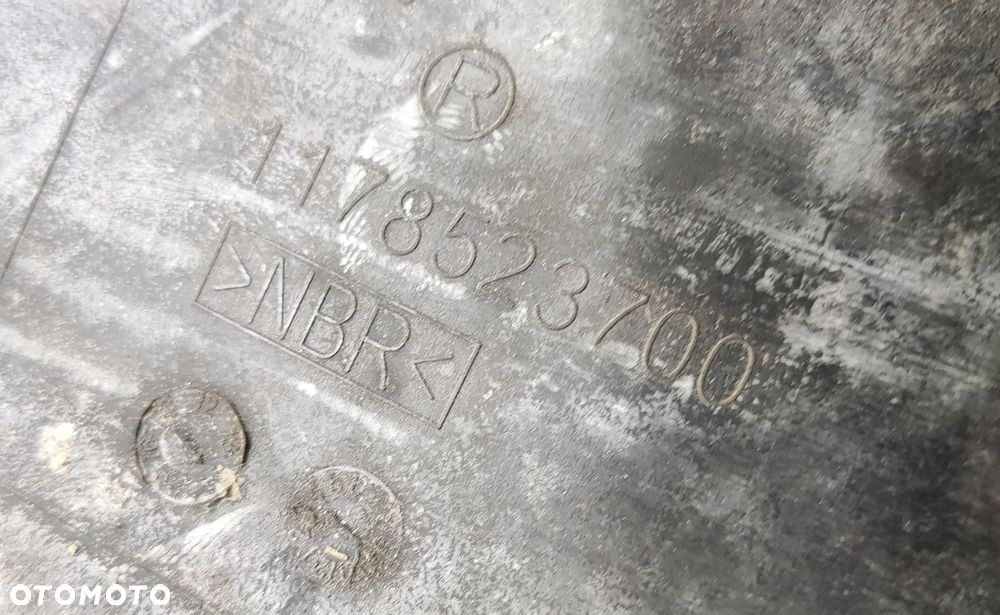 R
1178523700
>NBR<
OTOMOTO